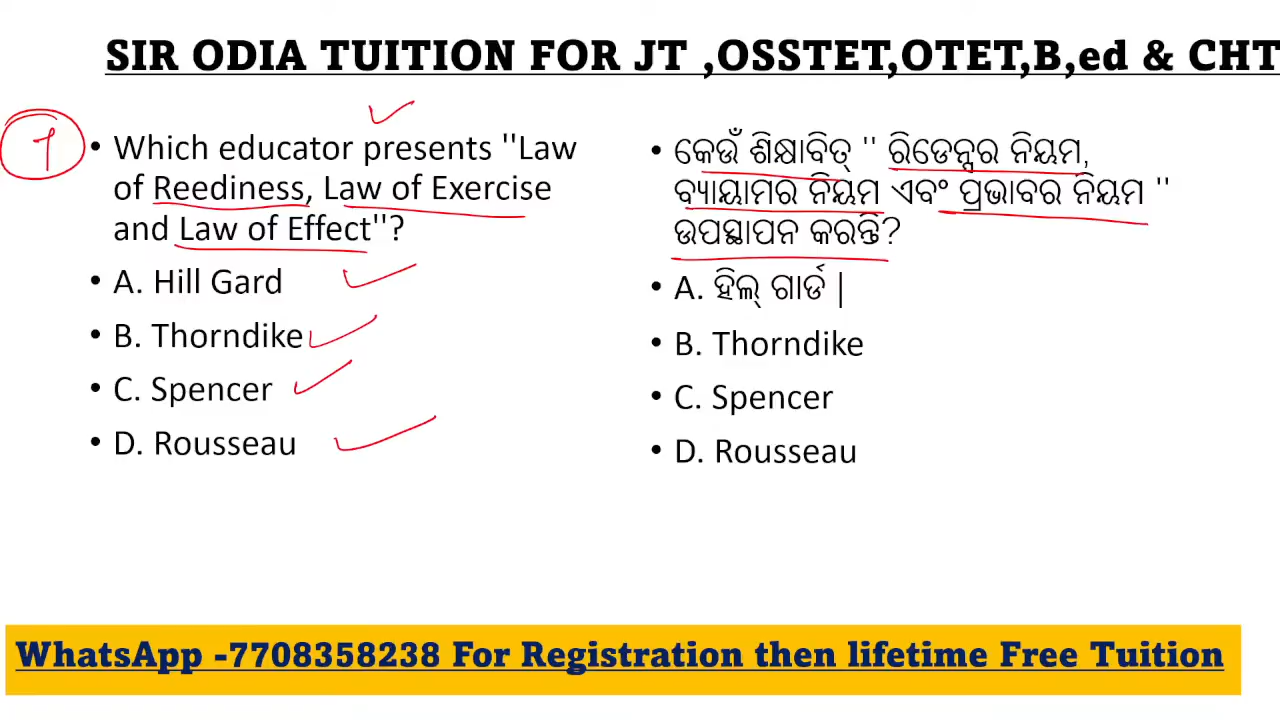 SIR ODIA TUITION FOR JT ,OSSTET,OTET,B,ed & CHT
• Which educator presents "Law
of Reediness, Law of Exercise
and Law of Effect"?
• A. Hill Gard
• B. Thorndike
• C. Spencer
• D. Rousseau
• କେଉଁ ଶିକ୍ଷାବିତ୍ " ରିଡେନ୍ସର ନିୟମ,
ବ୍ୟାୟାମର ନିୟମ ଏବଂ ପ୍ରଭାବର ନିୟମ "
ଉପସ୍ଥାପନ କରନ୍ତି?
• A. ହିଲ୍ ଗାର୍ଡ |
• B. Thorndike
• C. Spencer
• D. Rousseau
WhatsApp -7708358238 For Registration then lifetime Free Tuition